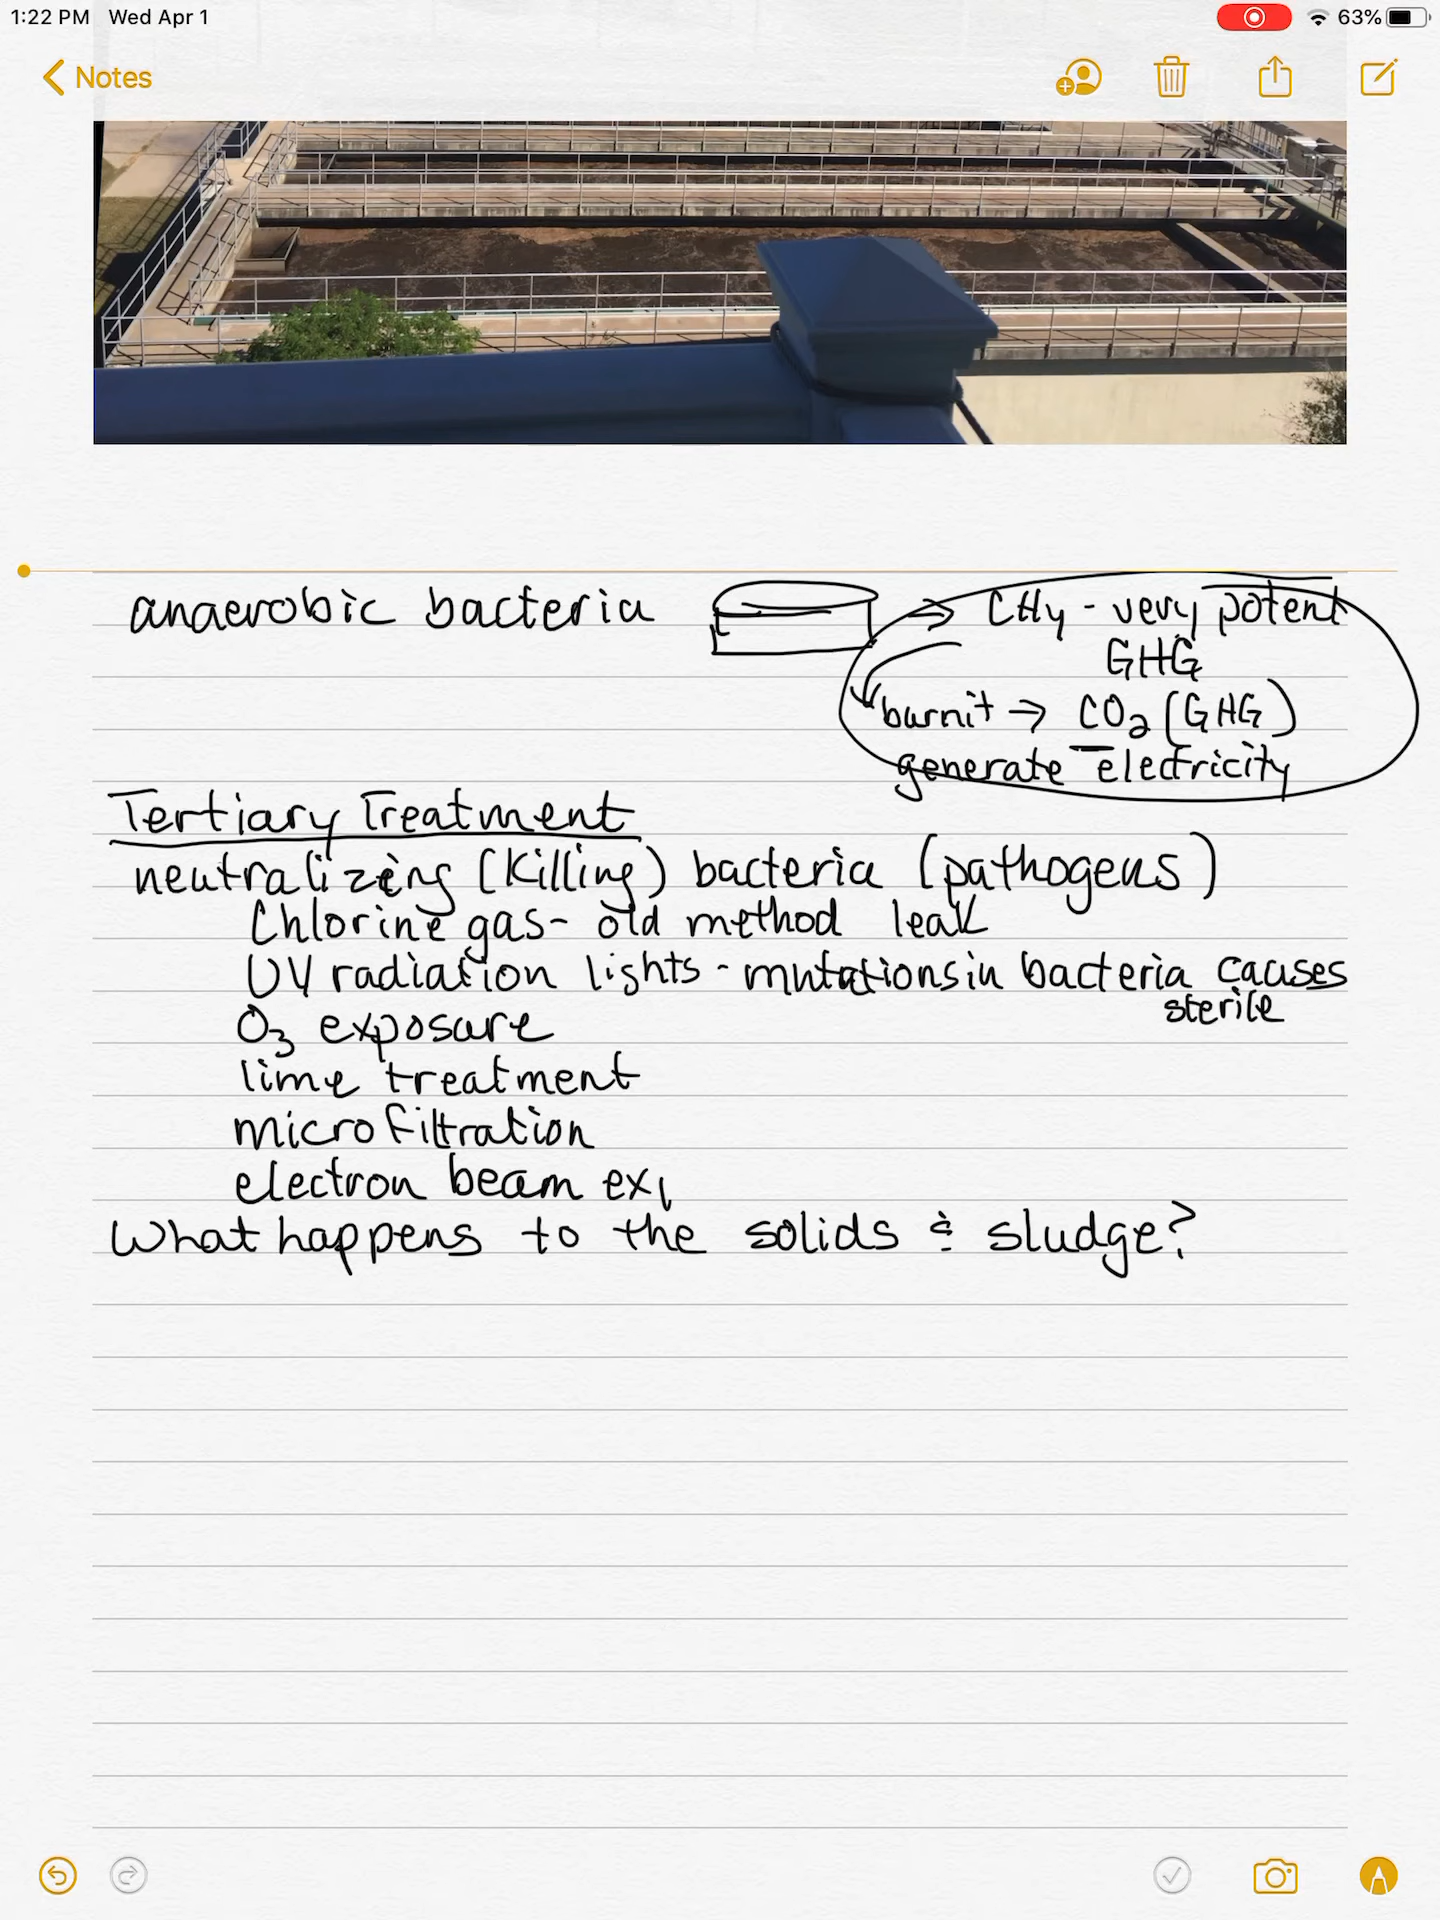 1:22 PM Wed Apr 1
63%
Notes
anaerobic bacteria → CH4 - very potent
GHG
burnit → CO2 (GHG)
generate electricity
Tertiary Treatment
neutralizing (Killing) bacteria (pathogens)
Chlorine gas- old method leak
UV radiation lights - mutations in bacteria causes
sterile
O3 exposure
lime treatment
microfiltration
electron beam ex
What happens to the solids & sludge?